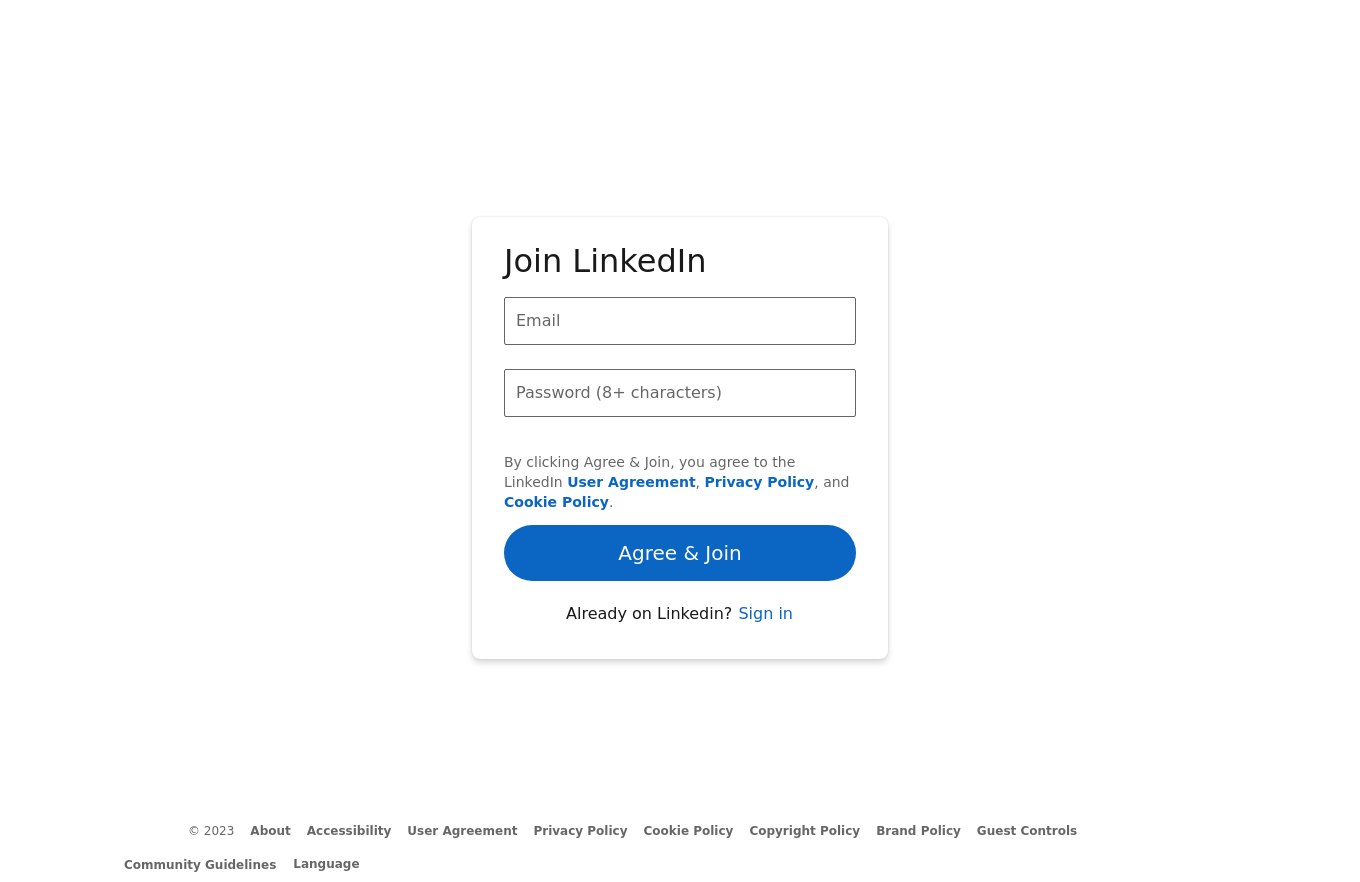 Join LinkedIn
Email
Password (8+ characters)
By clicking Agree & Join, you agree to the
LinkedIn User Agreement, Privacy Policy, and
Cookie Policy.
Agree & Join
Already on Linkedin? Sign in
© 2023 About Accessibility User Agreement Privacy Policy Cookie Policy Copyright Policy Brand Policy Guest Controls
Community Guidelines Language